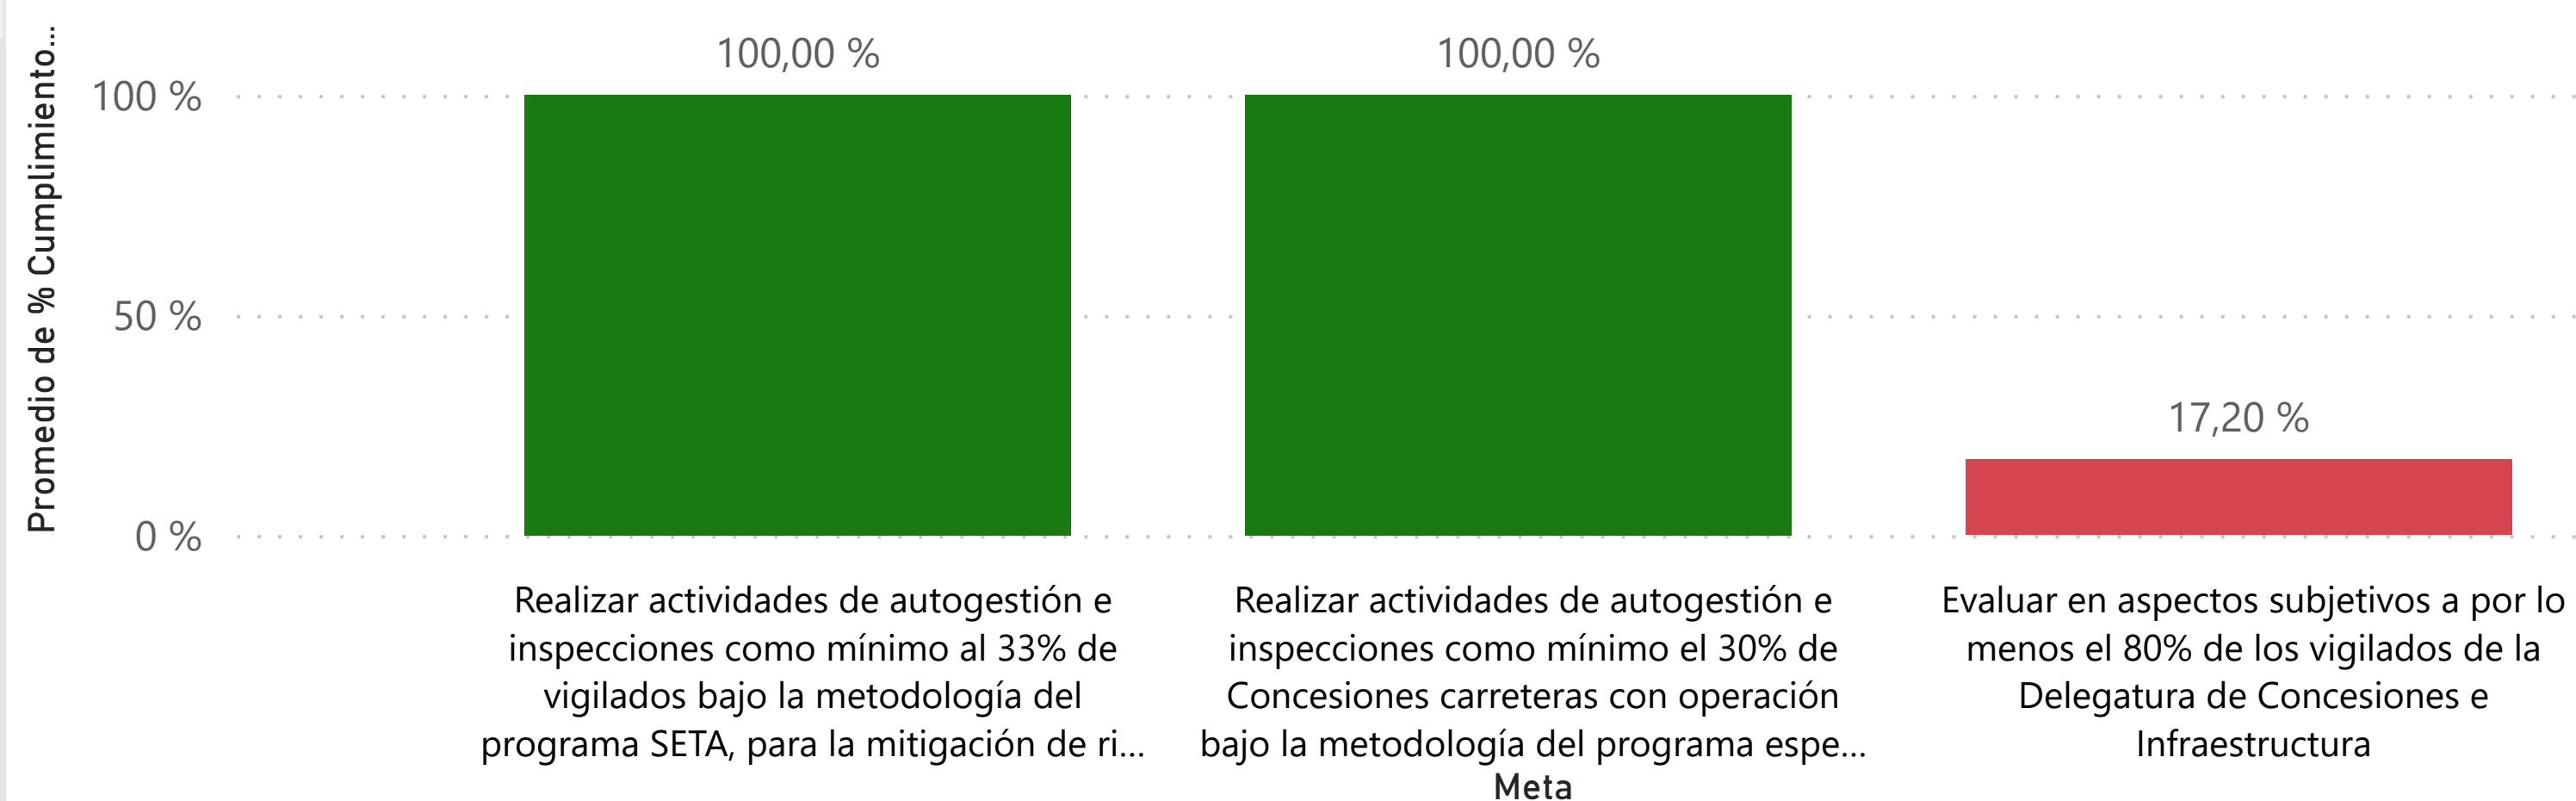 Promedio de % Cumplimiento...
100 %
50 %
0 %
100,00 %
100,00 %
17,20 %
Realizar actividades de autogestión e
inspecciones como mínimo al 33% de
vigilados bajo la metodología del
programa SETA, para la mitigación de ri...
Realizar actividades de autogestión e
inspecciones como mínimo el 30% de
Concesiones carreteras con operación
bajo la metodología del programa espe...
Evaluar en aspectos subjetivos a por lo
menos el 80% de los vigilados de la
Delegatura de Concesiones e
Infraestructura
Meta